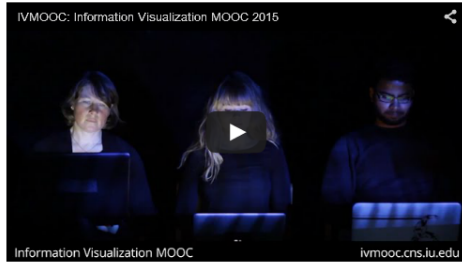 IVMOOC: Information Visualization MOOC 2015
Information Visualization MOOC
ivmooc.cns.iu.edu